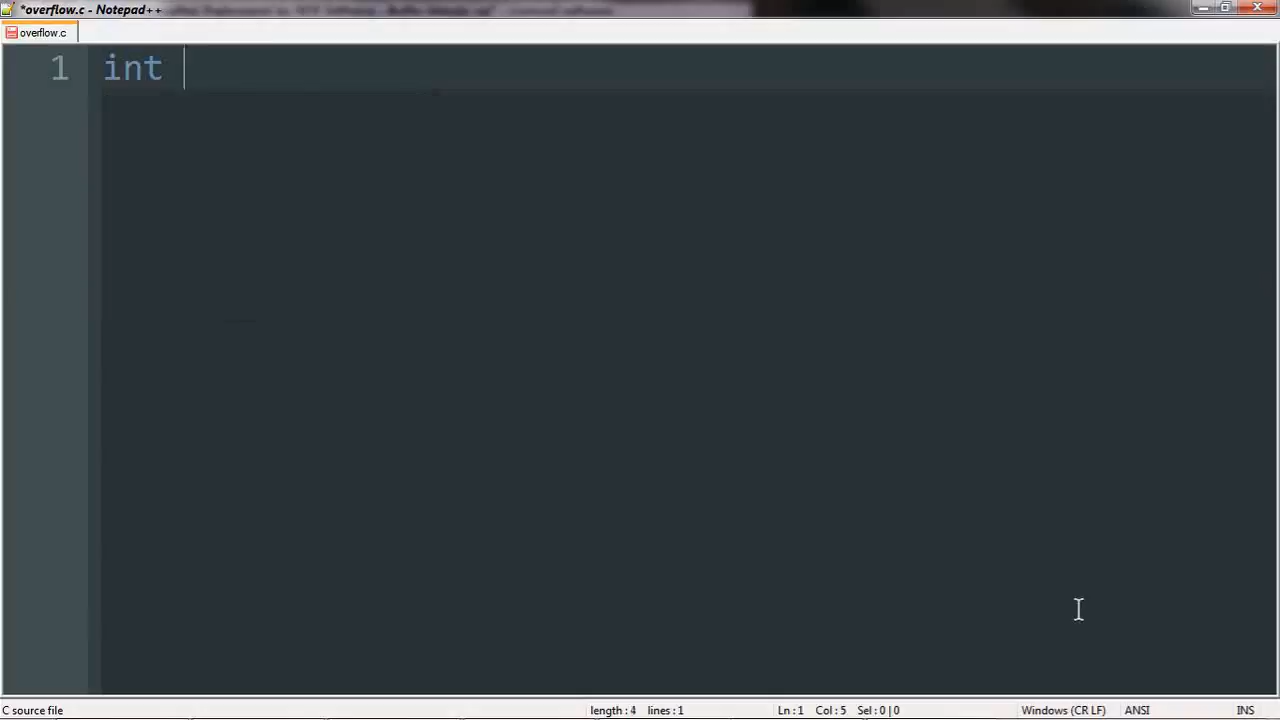 *overflow.c - Notepad++
overflow.c
1 int
C source file length : 4 lines : 1 Ln : 1 Col : 5 Sel : 0 | 0 Windows (CR LF) ANSI INS